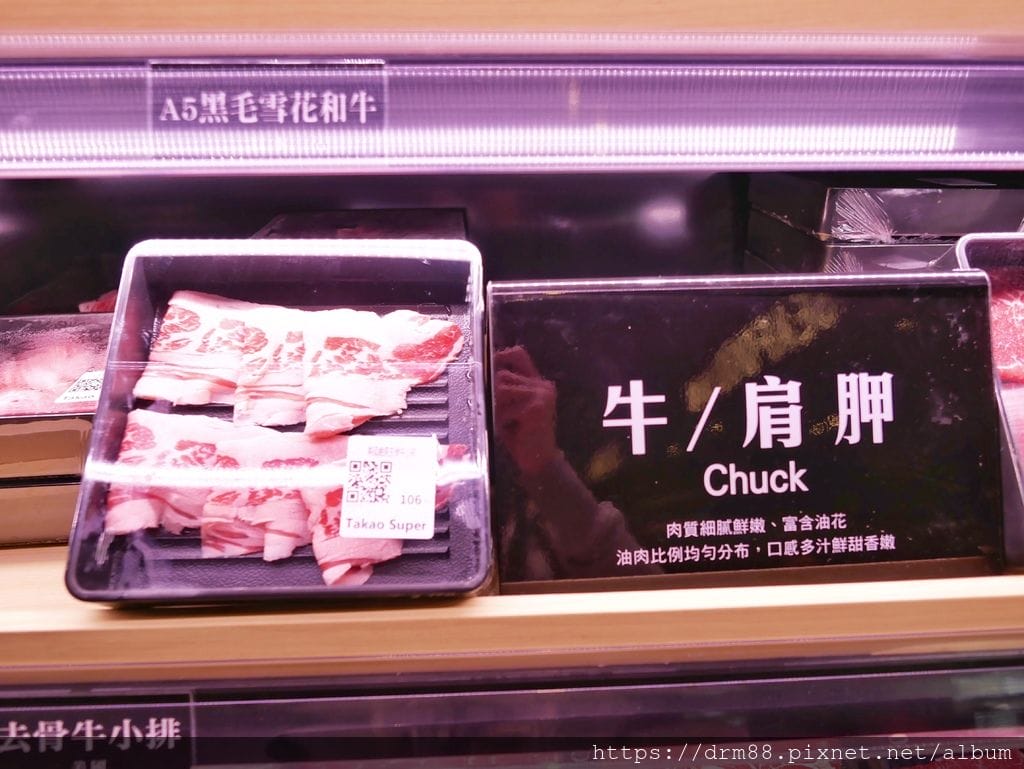 A5黑毛雪花和牛
106
Takao Super
牛/肩胛
Chuck
肉質細膩鮮嫩、富含油花
油肉比例均勻分布，口感多汁鮮甜香嫩
去骨牛小排
美國
https://drm88.pixnet.net/album